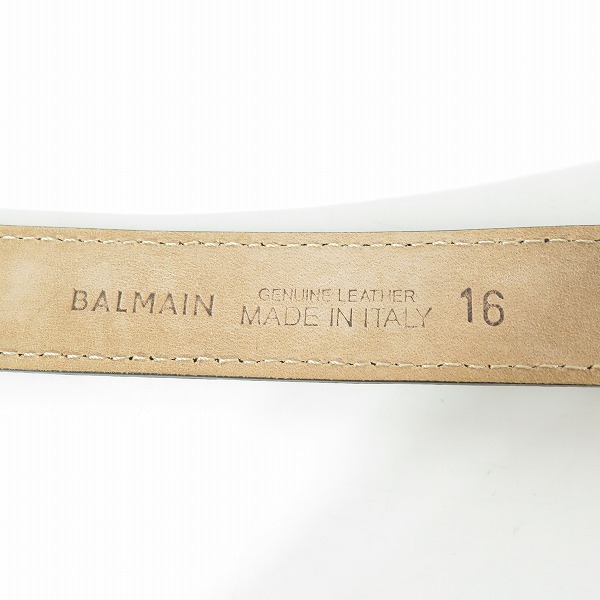 BALMAIN
GENUINE LEATHER
MADE IN ITALY
16